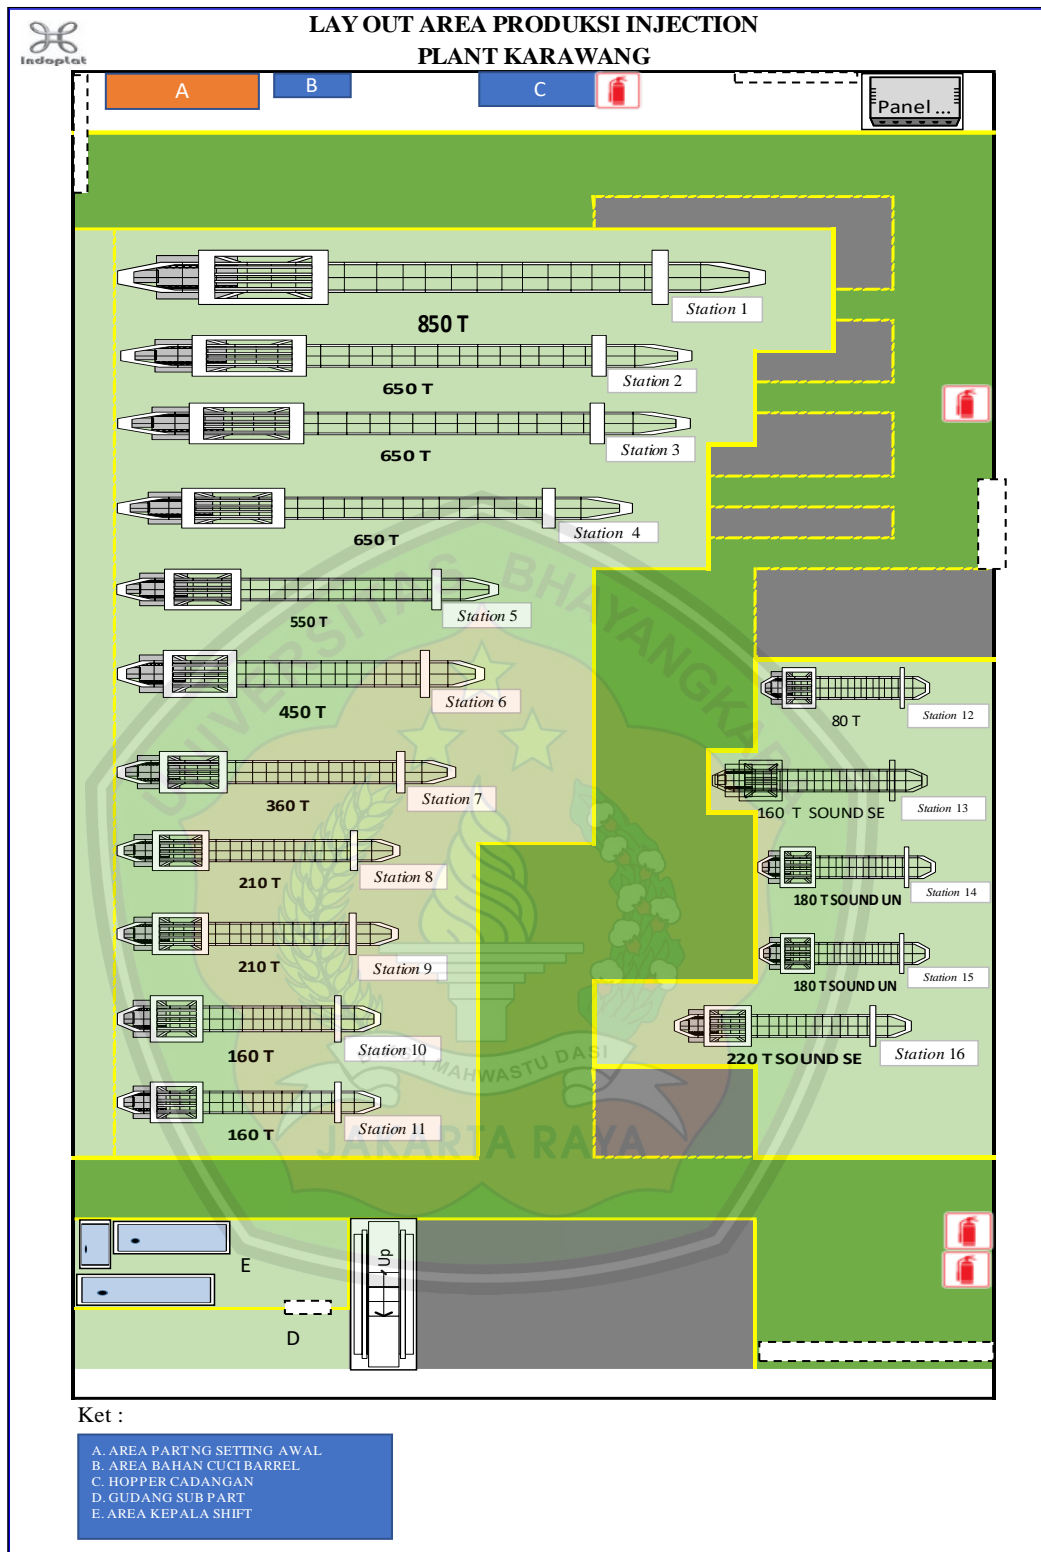 LAY OUT AREA PRODUKSI INJECTION
PLANT KARAWANG
Indoplat
A
B
C
Panel ...
Station 1
850 T
Station 2
650 T
Station 3
650 T
Station 4
650 T
Station 5
550 T
Station 6
450 T
Station 7
360 T
Station 8
210 T
Station 9
210 T
Station 10
160 T
Station 11
160 T
Station 12
80 T
Station 13
160 T SOUND SE
Station 14
180 T SOUND UN
Station 15
180 T SOUND UN
Station 16
220 T SOUND SE
UNIVERSITAS BHAYANGKARA
MAHWASTU DASI
JAKARTA RAYA
E
Up
D
Ket :
A. AREA PART NG SETTING AWAL
B. AREA BAHAN CUCI BARREL
C. HOPPER CADANGAN
D. GUDANG SUB PART
E. AREA KEPALA SHIFT